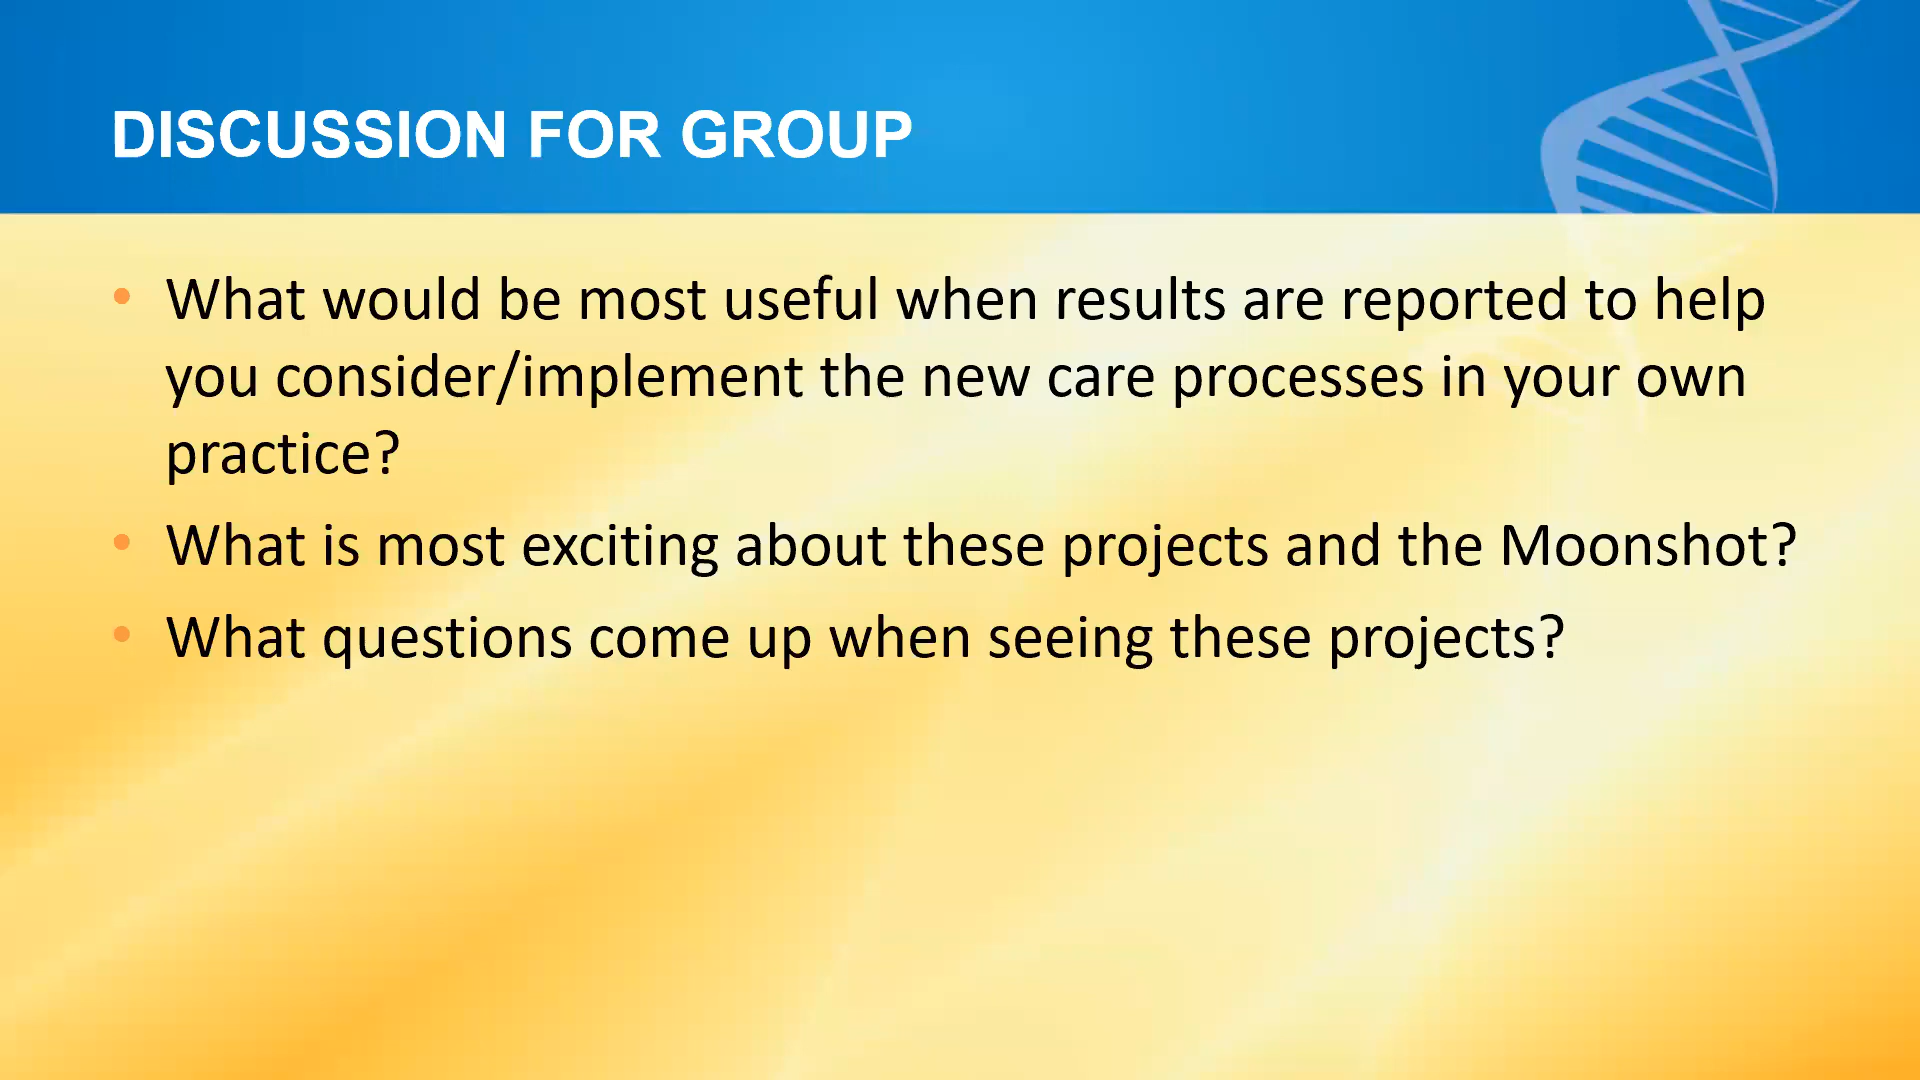 DISCUSSION FOR GROUP
• What would be most useful when results are reported to help
you consider/implement the new care processes in your own
practice?
• What is most exciting about these projects and the Moonshot?
• What questions come up when seeing these projects?